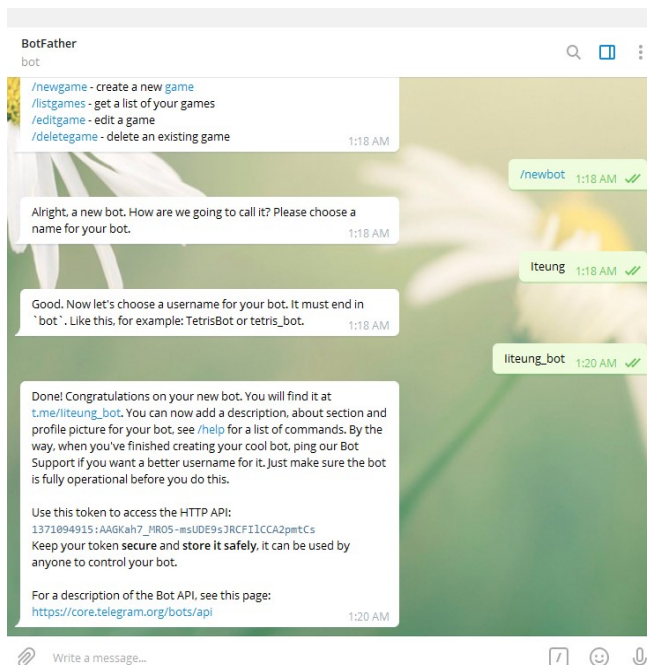 BotFather
bot
/newgame - create a new game
/listgames - get a list of your games
/editgame - edit a game
/deletegame - delete an existing game
1:18 AM
/newbot 1:18 AM
Alright, a new bot. How are we going to call it? Please choose a
name for your bot.
1:18 AM
Iteung 1:18 AM
Good. Now let's choose a username for your bot. It must end in
`bot`. Like this, for example: TetrisBot or tetris_bot.
1:18 AM
liteung_bot 1:20 AM
Done! Congratulations on your new bot. You will find it at
t.me/liteung_bot. You can now add a description, about section and
profile picture for your bot, see /help for a list of commands. By the
way, when you've finished creating your cool bot, ping our Bot
Support if you want a better username for it. Just make sure the bot
is fully operational before you do this.
Use this token to access the HTTP API:
1371094915:AAGKah7_MRO5-msUDE9sJRCFIlCCA2pmtCs
Keep your token secure and store it safely, it can be used by
anyone to control your bot.
For a description of the Bot API, see this page:
https://core.telegram.org/bots/api
1:20 AM
Write a message...